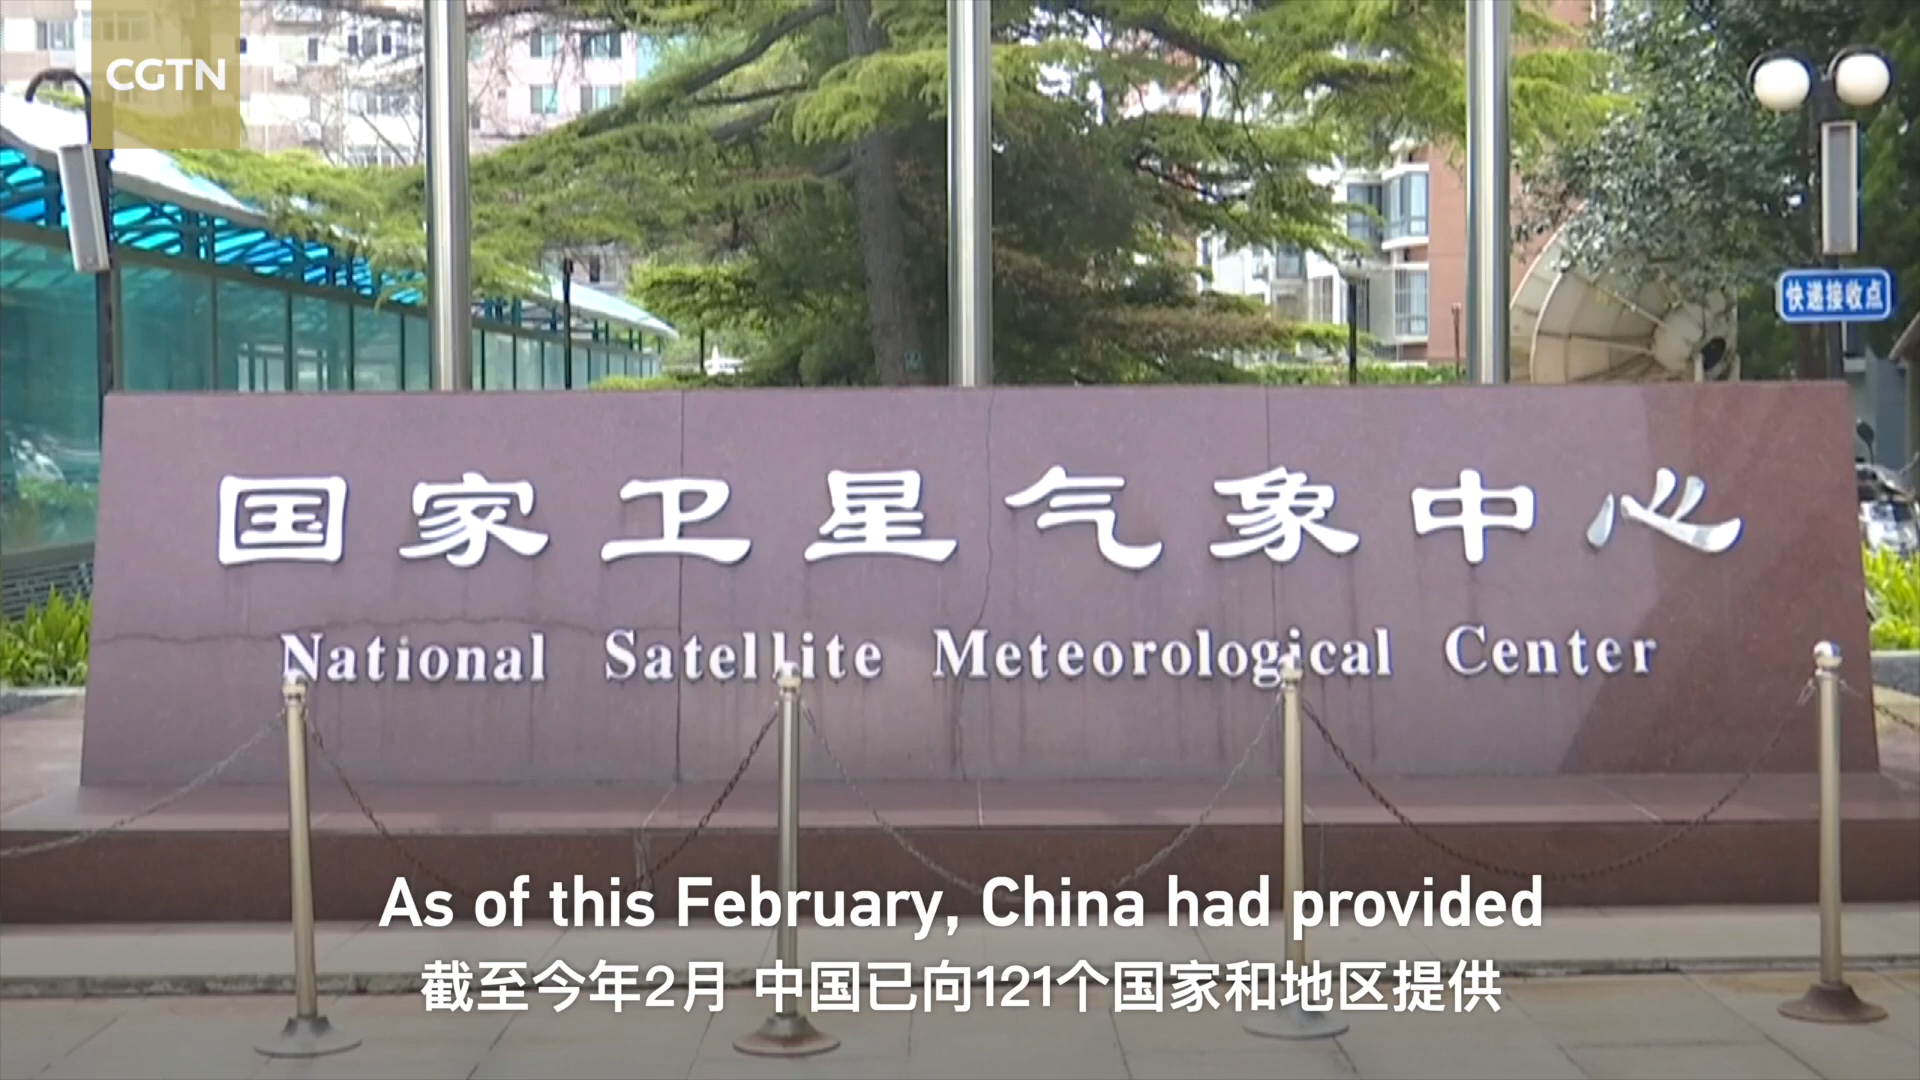 CGTN
快递接收点
国家卫星气象中心
National Satellite Meteorological Center
As of this February, China had provided
截至今年2月 中国已向121个国家和地区提供